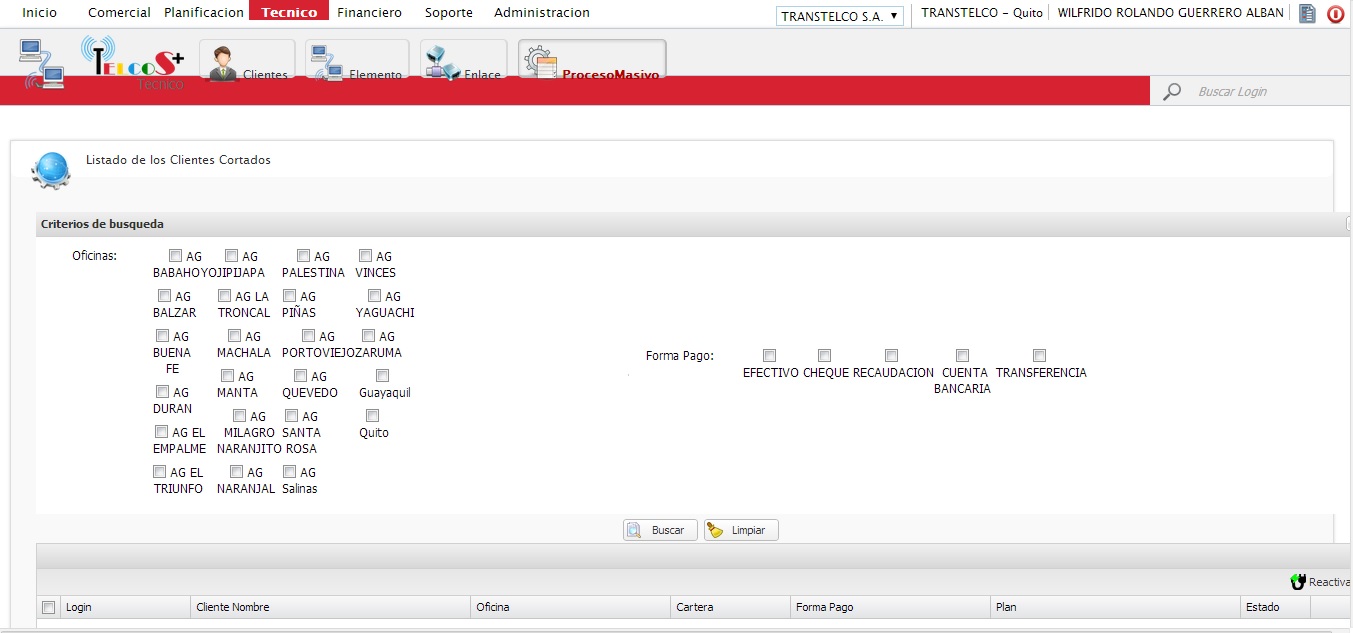 Inicio Comercial Planificacion Tecnico Financiero Soporte Administracion TRANSTELCO S.A. TRANSTELCO - Quito WILFRIDO ROLANDO GUERRERO ALBAN
TELCOS+
Tecnico
Clientes Elemento Enlace ProcesoMasivo
Buscar Login
Listado de los Clientes Cortados
Criterios de busqueda
Oficinas: AG BABAHOYO AG JIPIJAPA AG PALESTINA AG VINCES
AG BALZAR AG LA TRONCAL AG PIÑAS AG YAGUACHI
AG BUENA FE AG MACHALA AG PORTOVIEJO AG ZARUMA
AG DURAN AG MANTA AG QUEVEDO Guayaquil
AG EL EMPALME AG MILAGRO NARANJITO AG SANTA ROSA Quito
AG EL TRIUNFO AG NARANJAL AG Salinas
Forma Pago: EFECTIVO CHEQUE RECAUDACION CUENTA BANCARIA TRANSFERENCIA
Buscar Limpiar
Reactiva
Login Cliente Nombre Oficina Cartera Forma Pago Plan Estado